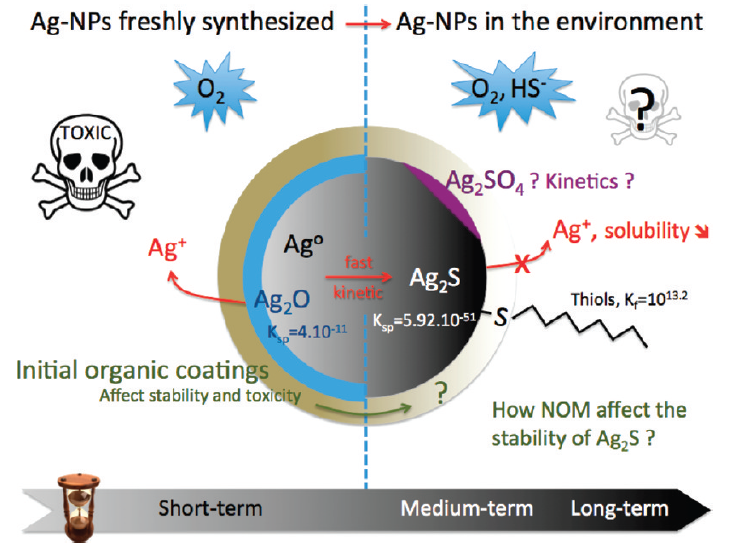 Ag-NPs freshly synthesized → Ag-NPs in the environment
O₂
O₂, HS⁻
TOXIC
?
Ag₂SO₄ ? Kinetics ?
Ag⁺, solubility ↘
Ag⁺
Ag⁰
fast
kinetic
Ag₂S
X
Ag₂O
Kₛₚ=4.10⁻¹¹
Kₛₚ=5.92.10⁻⁵¹
S
Thiols, K_f=10¹³·²
Initial organic coatings
Affect stability and toxicity
?
How NOM affect the
stability of Ag₂S ?
Short-term
Medium-term
Long-term